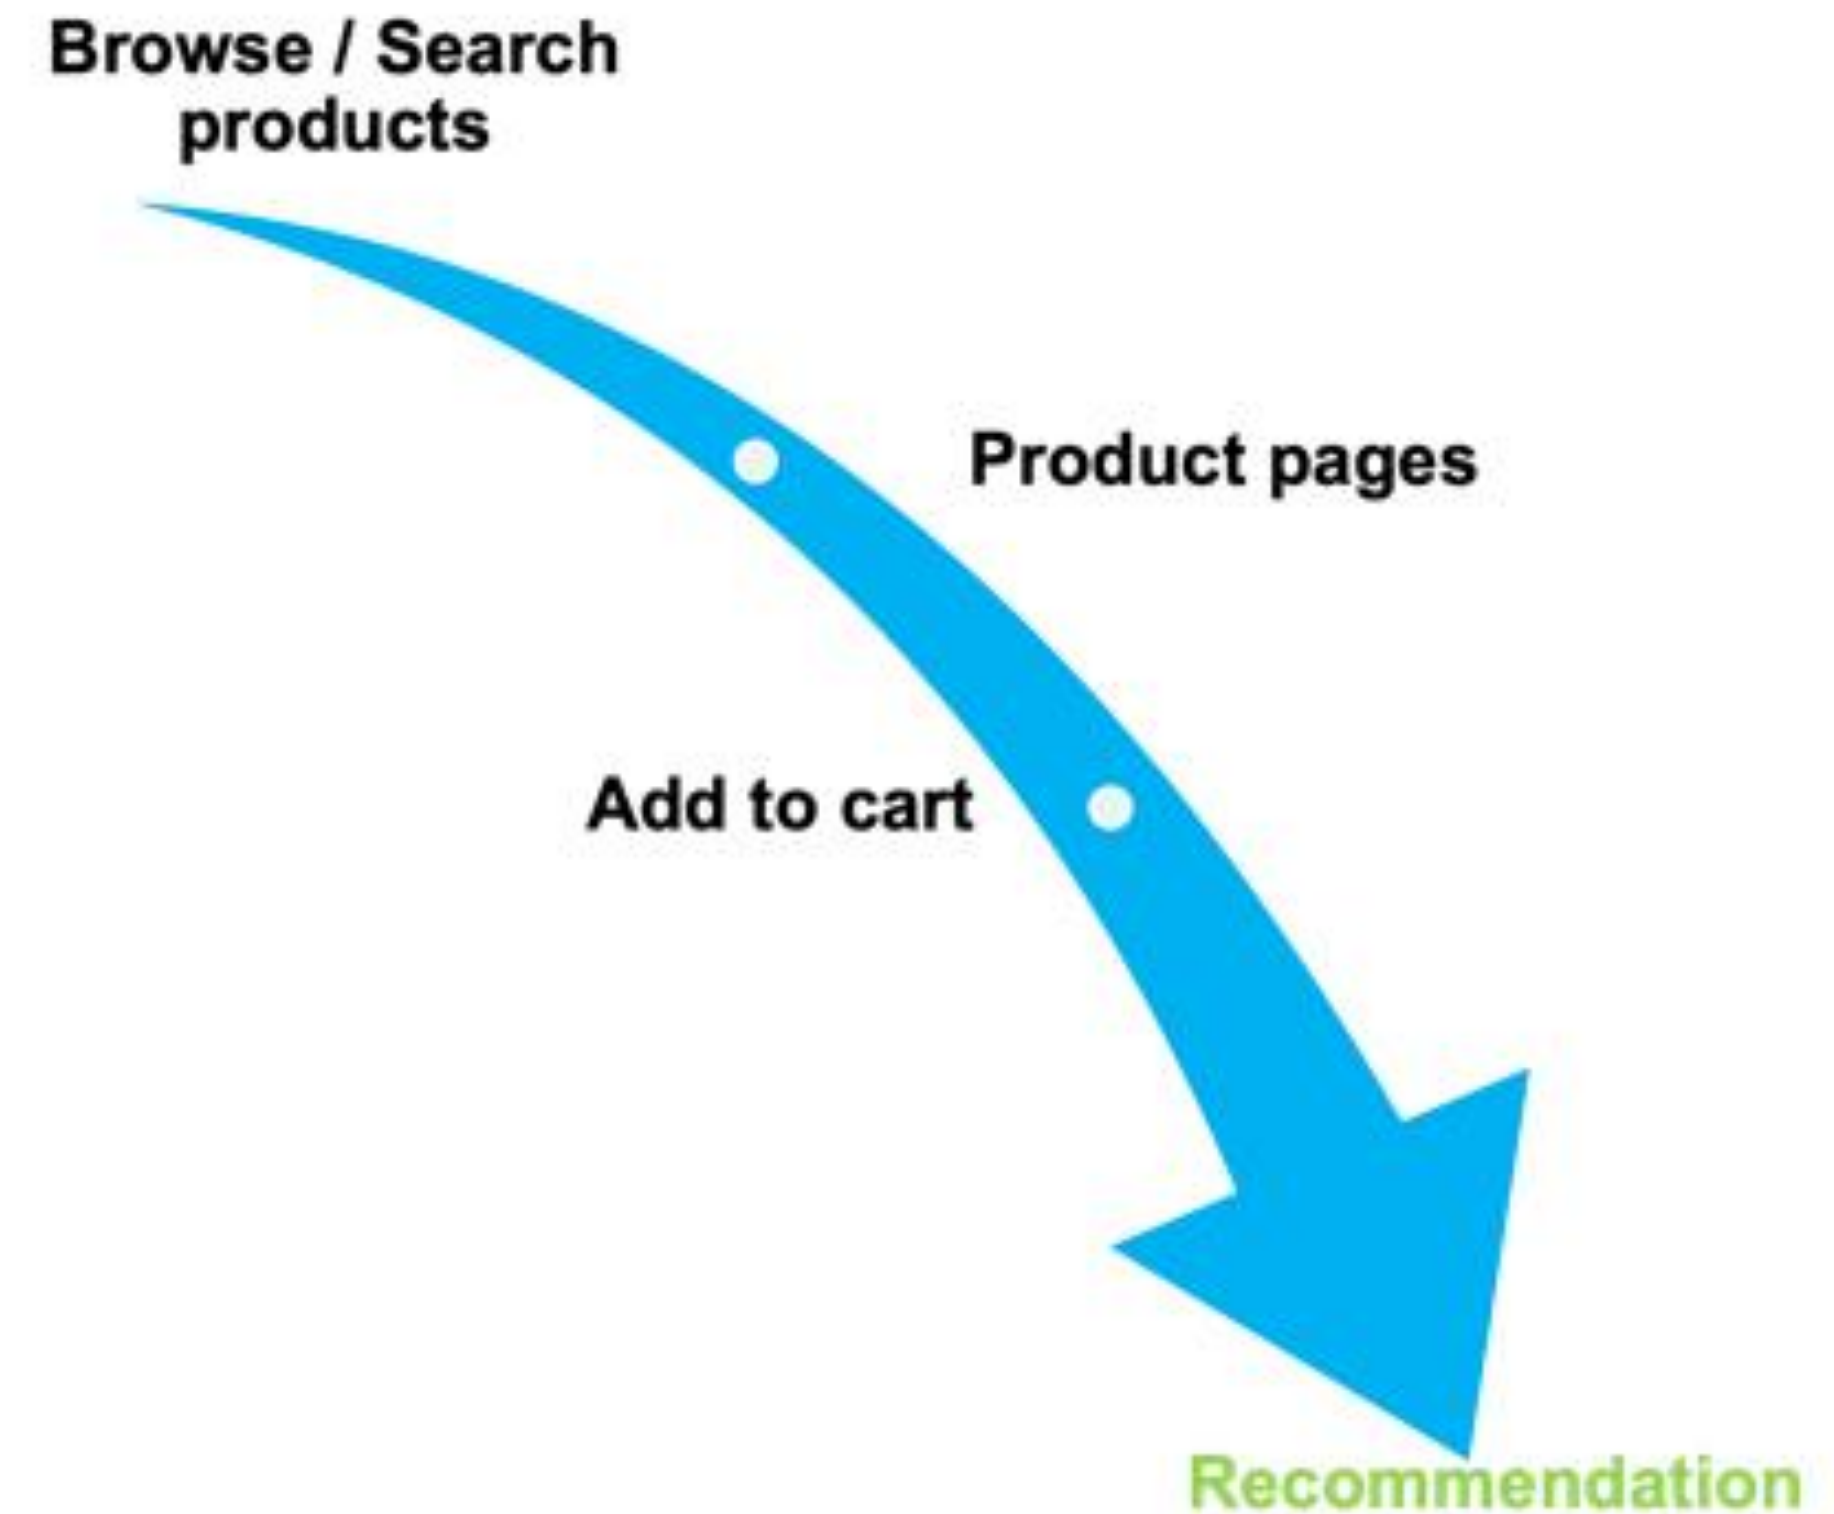 Browse / Search
products
Product pages
Add to cart
Recommendation